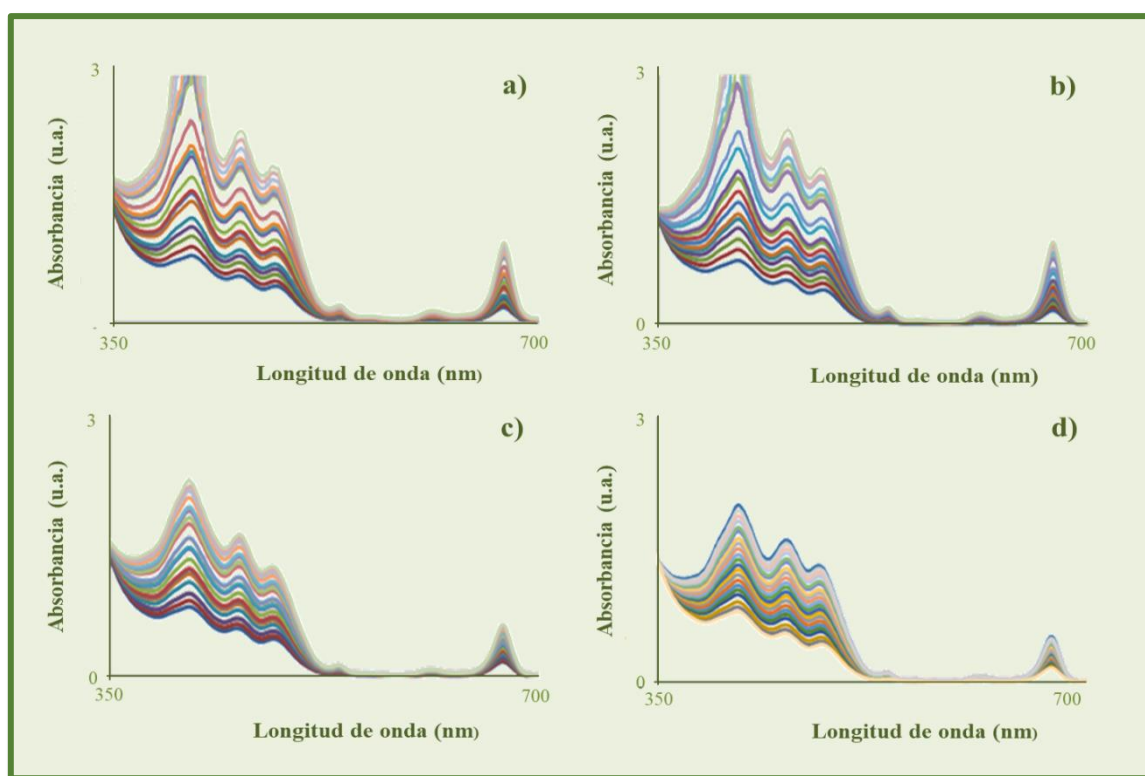 3
a)
Absorbancia (u.a.)
-
350
700
Longitud de onda (nm)
3
b)
Absorbancia (u.a.)
0
350
700
Longitud de onda (nm)
3
c)
Absorbancia (u.a.)
0
350
700
Longitud de onda (nm)
3
d)
Absorbancia (u.a.)
0
350
700
Longitud de onda (nm)